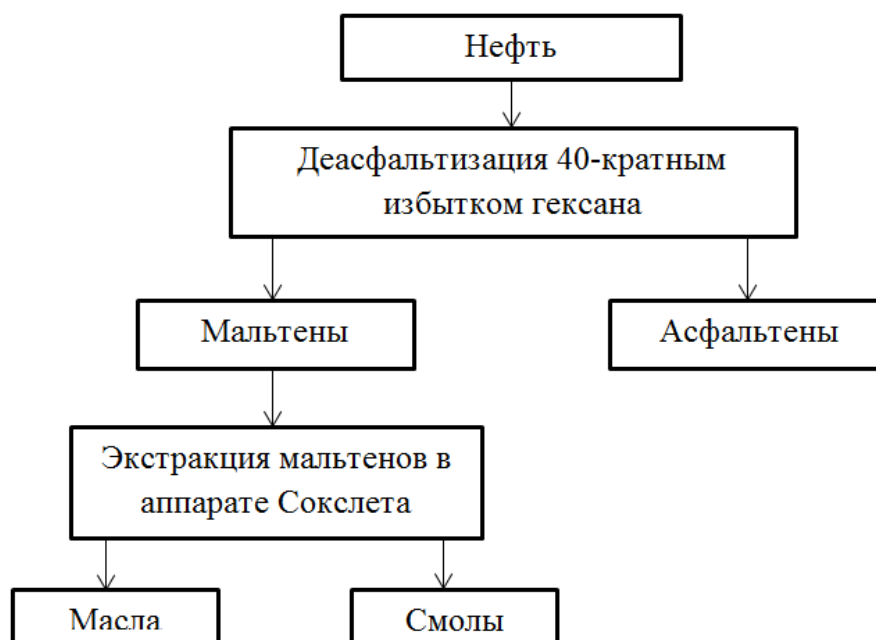 Нефть
Деасфальтизация 40-кратным
избытком гексана
Мальтены
Асфальтены
Экстракция мальтенов в
аппарате Сокслета
Масла
Смолы